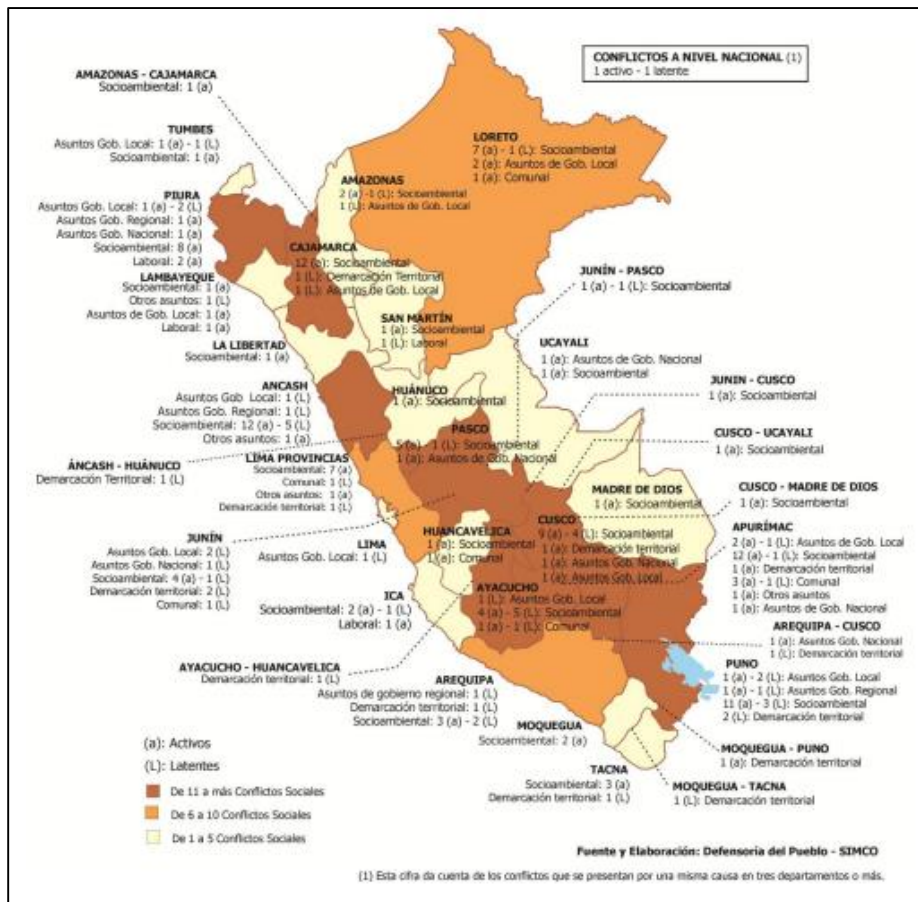 CONFLICTOS A NIVEL NACIONAL (1)
1 activo - 1 latente
AMAZONAS - CAJAMARCA
Socioambiental: 1 (a)
TUMBES
Asuntos Gob. Local: 1 (a) - 1 (L)
Socioambiental: 1 (a)
LORETO
7 (a) - 1 (L): Socioambiental
2 (a): Asuntos de Gob. Local
1 (a): Comunal
AMAZONAS
2 (a) -1 (L): Socioambiental
1 (L): Asuntos de Gob. Local
PIURA
Asuntos Gob. Local: 1 (a) - 2 (L)
Asuntos Gob. Regional: 1 (a)
Asuntos Gob. Nacional: 1 (a)
Socioambiental: 8 (a)
Laboral: 2 (a)
CAJAMARCA
12 (a): Socioambiental
1 (L): Demarcación Territorial
1 (L): Asuntos de Gob. Local
LAMBAYEQUE
Socioambiental: 1 (a)
Otros asuntos: 1 (L)
Asuntos de Gob. Local: 1 (a)
Laboral: 1 (a)
JUNÍN - PASCO
1 (a) - 1 (L): Socioambiental
SAN MARTÍN
1 (a): Socioambiental
1 (L): Laboral
UCAYALI
1 (a): Asuntos de Gob. Nacional
1 (a): Socioambiental
LA LIBERTAD
Socioambiental: 1 (a)
JUNIN - CUSCO
1 (a): Socioambiental
ANCASH
Asuntos Gob. Local: 1 (L)
Asuntos Gob. Regional: 1 (L)
Socioambiental: 12 (a) - 5 (L)
Otros asuntos: 1 (a)
HUÁNUCO
1 (a): Socioambiental
PASCO
5 (a) - 1 (L): Socioambiental
1 (a): Asuntos de Gob. Nacional
CUSCO - UCAYALI
1 (a): Socioambiental
ÁNCASH - HUÁNUCO
Demarcación Territorial: 1 (L)
LIMA PROVINCIAS
Socioambiental: 7 (a)
Comunal: 1 (L)
Otros asuntos: 1 (a)
Demarcación territorial: 1 (L)
MADRE DE DIOS
1 (a): Socioambiental
CUSCO - MADRE DE DIOS
1 (a): Socioambiental
JUNÍN
Asuntos Gob. Local: 2 (L)
Asuntos Gob. Nacional: 1 (L)
Socioambiental: 4 (a) - 1 (L)
Demarcación territorial: 2 (L)
Comunal: 1 (L)
LIMA
Asuntos Gob. Local: 1 (L)
HUANCAVELICA
1 (a): Socioambiental
1 (a): Comunal
CUSCO
9 (a) - 4 (L): Socioambiental
1 (a): Demarcación territorial
1 (a): Asuntos Gob. Nacional
1 (a): Asuntos Gob. Local
APURÍMAC
2 (a) - 1 (L): Asuntos de Gob. Local
12 (a) - 1 (L): Socioambiental
1 (a): Demarcación territorial
3 (a) - 1 (L): Comunal
1 (a): Otros asuntos
1 (a): Asuntos de Gob. Nacional
ICA
Socioambiental: 2 (a) - 1 (L)
Laboral: 1 (a)
AYACUCHO
1 (L): Asuntos Gob. Local
4 (a) - 5 (L): Socioambiental
1 (a) - 1 (L): Comunal
AREQUIPA - CUSCO
1 (a): Asuntos Gob. Nacional
1 (L): Demarcación territorial
AYACUCHO - HUANCAVELICA
Demarcación territorial: 1 (L)
PUNO
1 (a) - 2 (L): Asuntos Gob. Local
1 (a) - 1 (L): Asuntos Gob. Regional
11 (a) - 3 (L): Socioambiental
2 (L): Demarcación territorial
AREQUIPA
Asuntos de gobierno regional: 1 (L)
Demarcación territorial: 1 (L)
Socioambiental: 3 (a) - 2 (L)
MOQUEGUA
Socioambiental: 2 (a)
MOQUEGUA - PUNO
1 (a): Demarcación territorial
TACNA
Socioambiental: 3 (a)
Demarcación territorial: 1 (L)
MOQUEGUA - TACNA
1 (L): Demarcación territorial
(a): Activos
(L): Latentes
De 11 a más Conflictos Sociales
De 6 a 10 Conflictos Sociales
De 1 a 5 Conflictos Sociales
Fuente y Elaboración: Defensoría del Pueblo - SIMCO
(1) Esta cifra da cuenta de los conflictos que se presentan por una misma causa en tres departamentos o más.